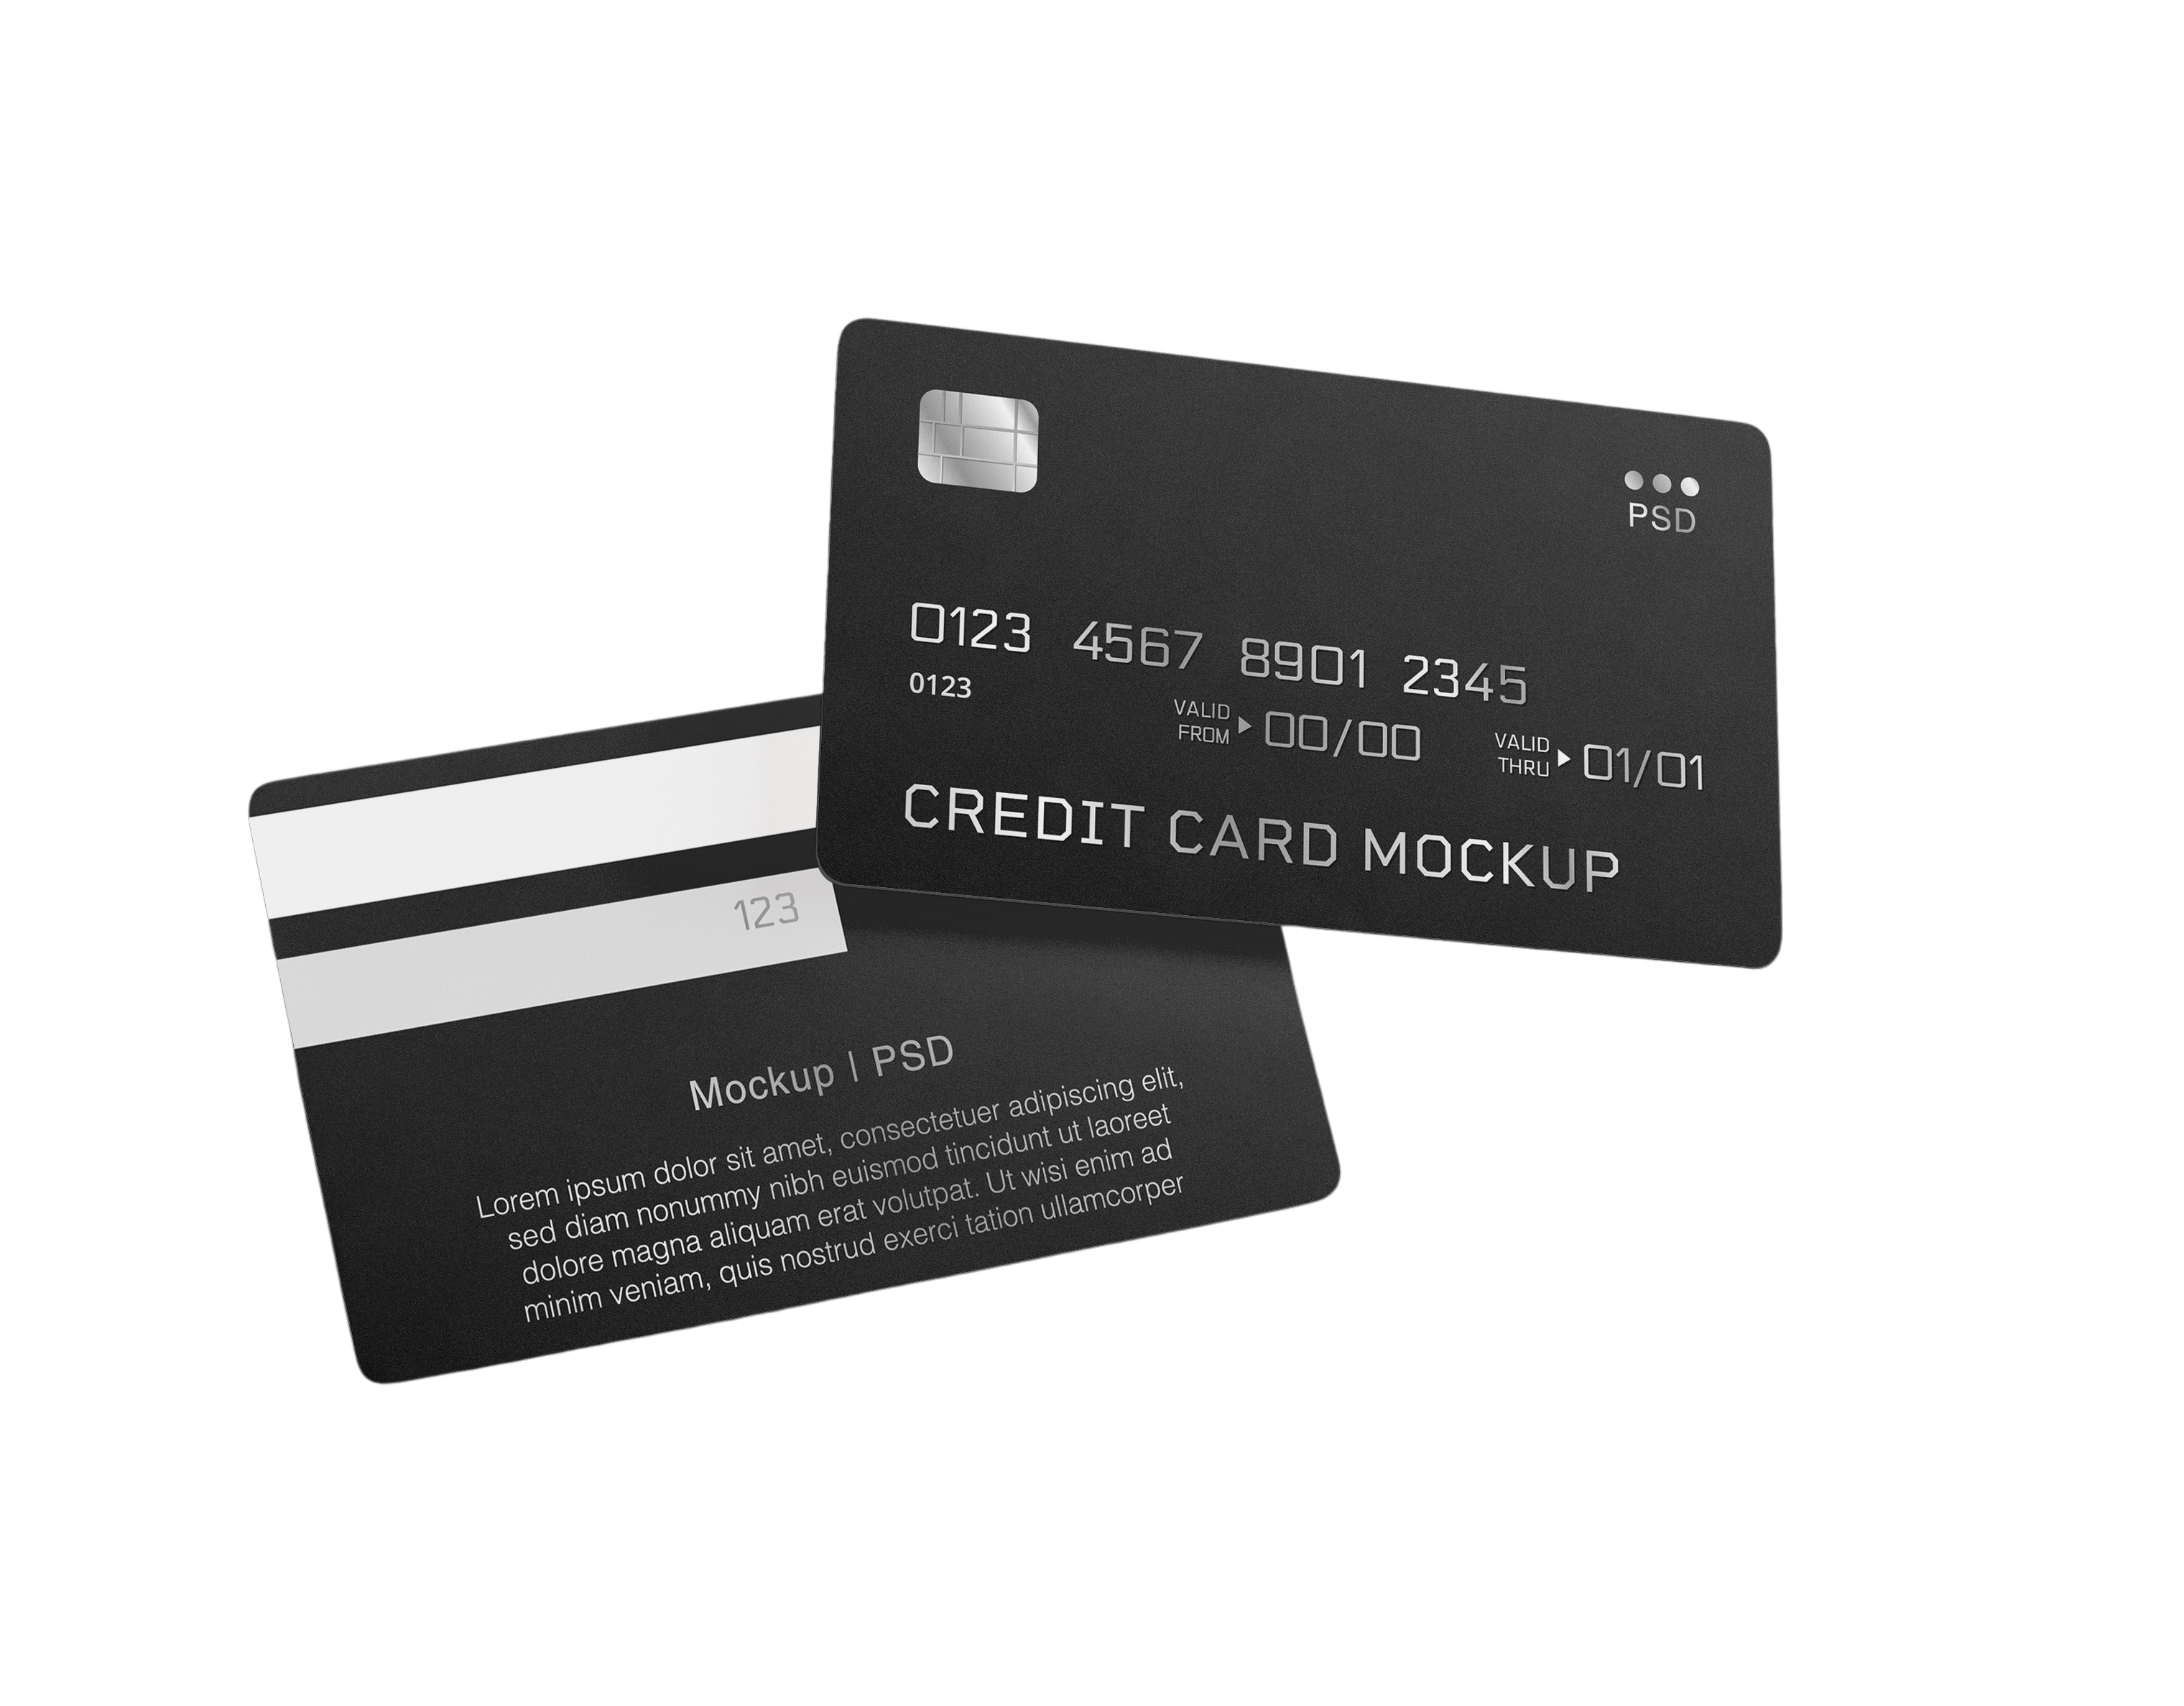 PSD
0123 4567 8901 2345
0123
VALID
FROM
00/00
VALID
THRU
01/01
CREDIT CARD MOCKUP
123
Mockup | PSD
Lorem ipsum dolor sit amet, consectetuer adipiscing elit,
sed diam nonummy nibh euismod tincidunt ut laoreet
dolore magna aliquam erat volutpat. Ut wisi enim ad
minim veniam, quis nostrud exerci tation ullamcorper